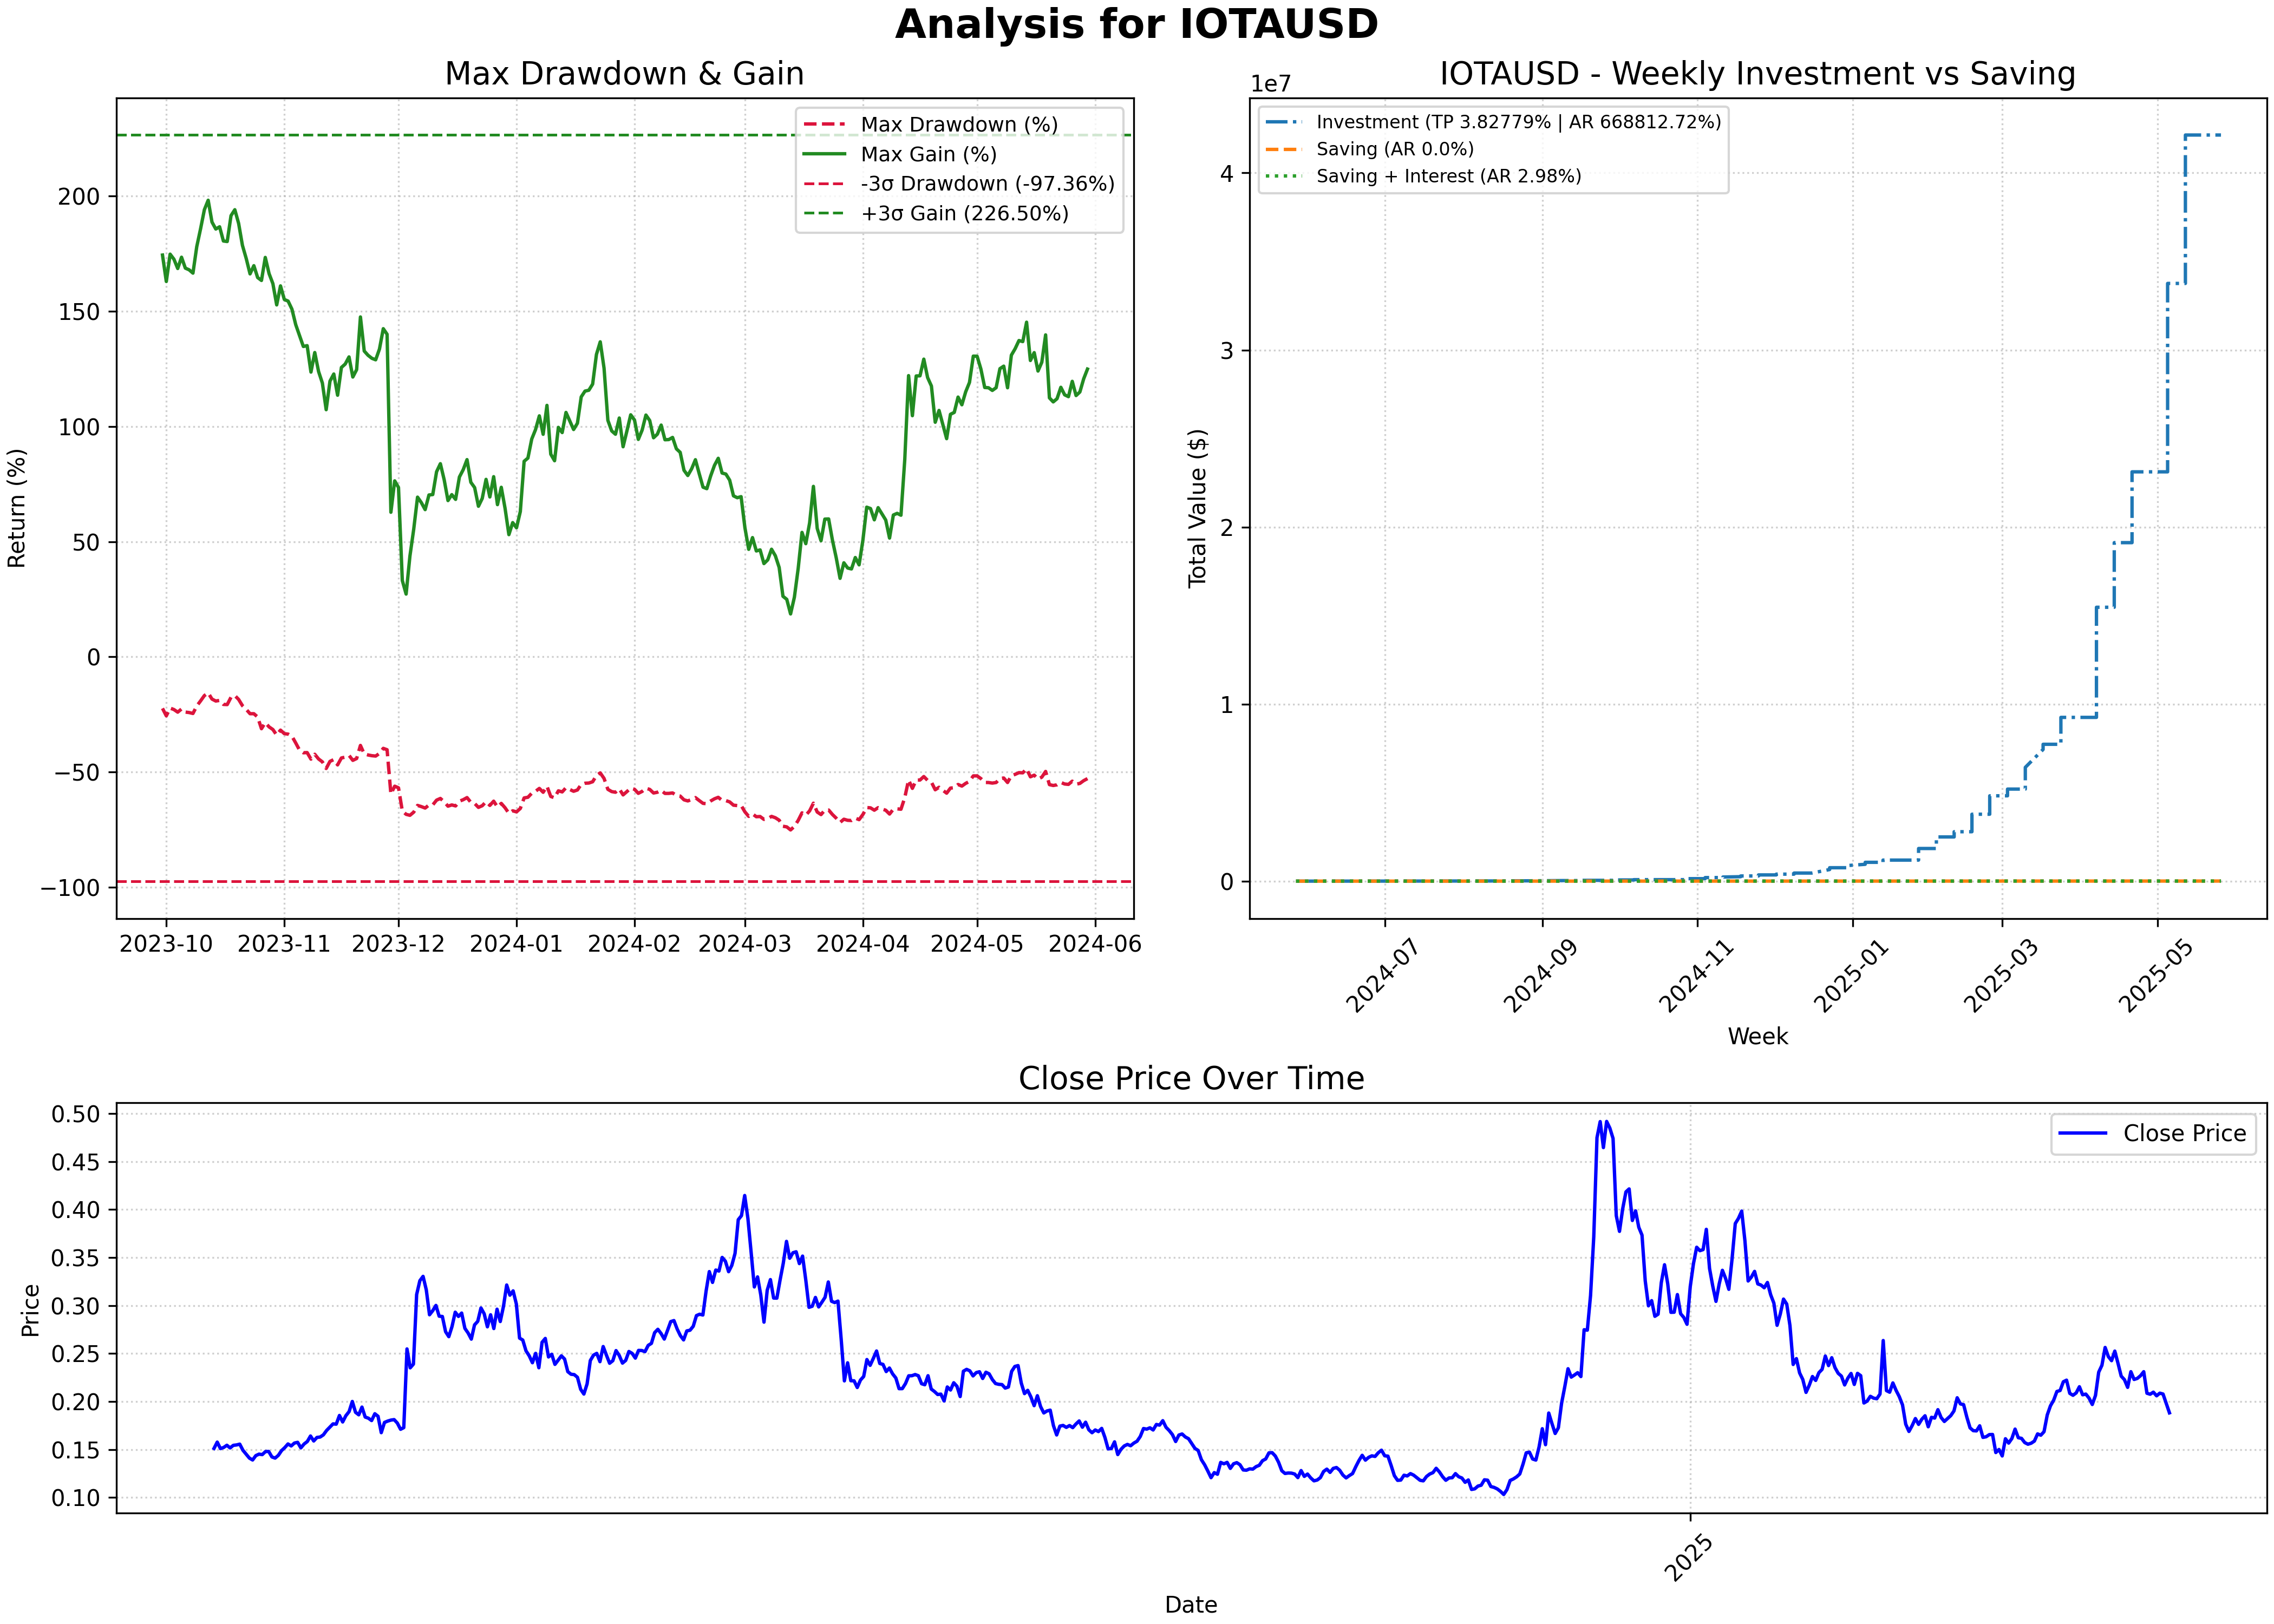 Analysis for IOTAUSD
Max Drawdown & Gain
Max Drawdown (%)
Max Gain (%)
-3σ Drawdown (-97.36%)
+3σ Gain (226.50%)
Return (%)
200
150
100
50
0
−50
−100
2023-10 2023-11 2023-12 2024-01 2024-02 2024-03 2024-04 2024-05 2024-06
IOTAUSD - Weekly Investment vs Saving
1e7
Investment (TP 3.82779% | AR 668812.72%)
Saving (AR 0.0%)
Saving + Interest (AR 2.98%)
Total Value ($)
4
3
2
1
0
2024-07 2024-09 2024-11 2025-01 2025-03 2025-05
Week
Close Price Over Time
Close Price
Price
0.50
0.45
0.40
0.35
0.30
0.25
0.20
0.15
0.10
2025
Date